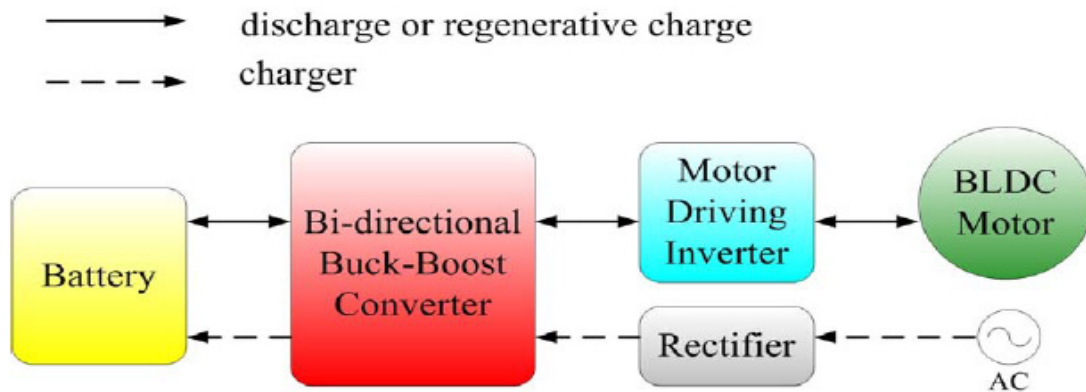 discharge or regenerative charge
charger
Battery
Bi-directional
Buck-Boost
Converter
Motor
Driving
Inverter
BLDC
Motor
Rectifier
AC